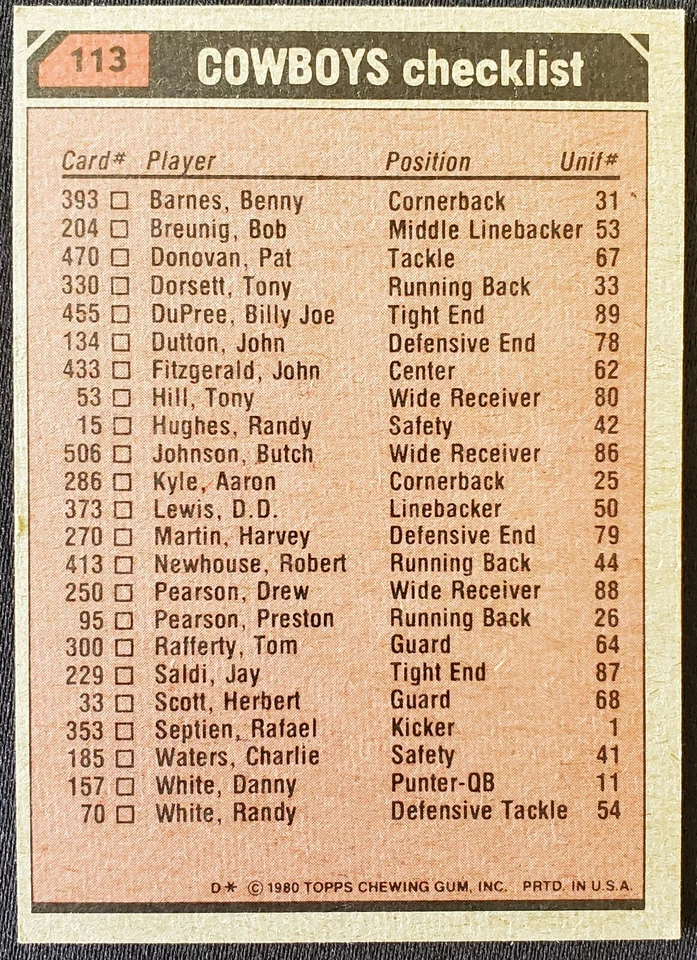 113 COWBOYS checklist
Card# Player Position Unif#
393 □ Barnes, Benny Cornerback 31
204 □ Breunig, Bob Middle Linebacker 53
470 □ Donovan, Pat Tackle 67
330 □ Dorsett, Tony Running Back 33
455 □ DuPree, Billy Joe Tight End 89
134 □ Dutton, John Defensive End 78
433 □ Fitzgerald, John Center 62
53 □ Hill, Tony Wide Receiver 80
15 □ Hughes, Randy Safety 42
506 □ Johnson, Butch Wide Receiver 86
286 □ Kyle, Aaron Cornerback 25
373 □ Lewis, D.D. Linebacker 50
270 □ Martin, Harvey Defensive End 79
413 □ Newhouse, Robert Running Back 44
250 □ Pearson, Drew Wide Receiver 88
95 □ Pearson, Preston Running Back 26
300 □ Rafferty, Tom Guard 64
229 □ Saldi, Jay Tight End 87
33 □ Scott, Herbert Guard 68
353 □ Septien, Rafael Kicker 1
185 □ Waters, Charlie Safety 41
157 □ White, Danny Punter-QB 11
70 □ White, Randy Defensive Tackle 54
D* © 1980 TOPPS CHEWING GUM, INC. PRTD. IN U.S.A.